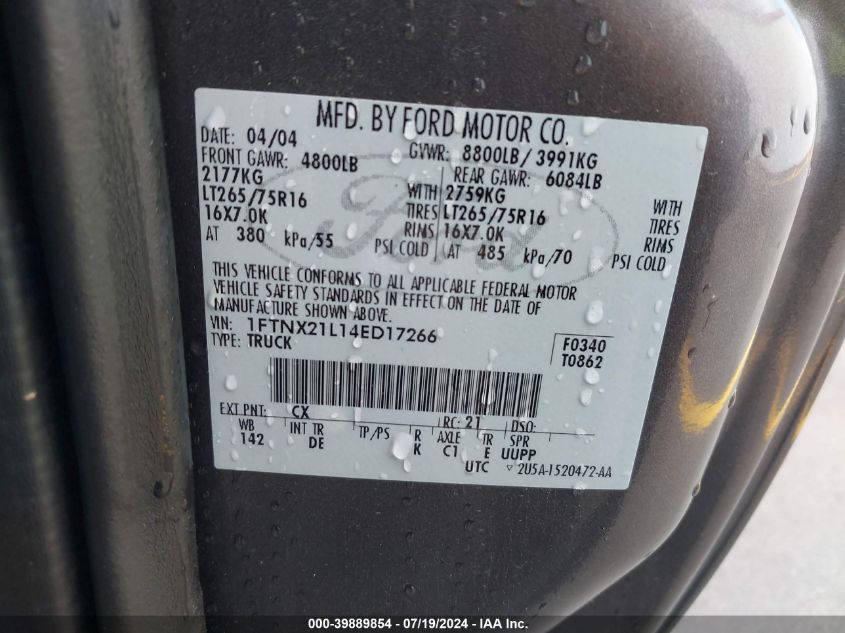 MFD. BY FORD MOTOR CO.
DATE: 04/04 GVWR: 8800LB / 3991KG
FRONT GAWR: 4800LB REAR GAWR: 6084LB
2177KG WITH 2759KG WITH
LT265/75R16 TIRES LT265/75R16 TIRES
16X7.0K RIMS 16X7.0K RIMS
AT 380 kPa/55 PSI COLD AT 485 kPa/70 PSI COLD
THIS VEHICLE CONFORMS TO ALL APPLICABLE FEDERAL MOTOR
VEHICLE SAFETY STANDARDS IN EFFECT ON THE DATE OF
MANUFACTURE SHOWN ABOVE.
VIN: 1FTNX21L14ED17266
TYPE: TRUCK
F0340
T0862
EXT PNT: CX RC: 21 DSO:
WB INT TR TP/PS R AXLE TR SPR
142 DE K C1 E UUPP
UTC ▽ 2U5A-1520472-AA
Ford
000-39889854 - 07/19/2024 - IAA Inc.